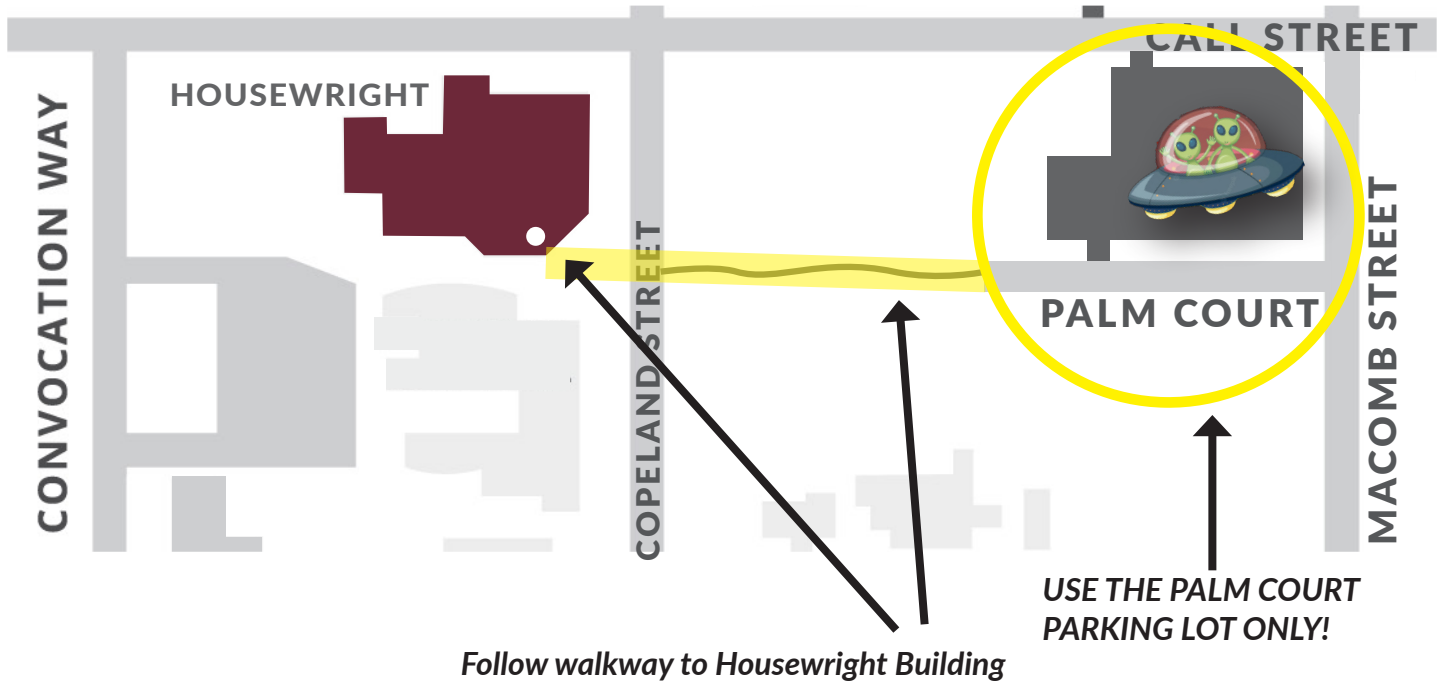 CALL STREET
HOUSEWRIGHT
CONVOCATION WAY
COPELAND STREET
PALM COURT
MACOMB STREET
USE THE PALM COURT
PARKING LOT ONLY!
Follow walkway to Housewright Building